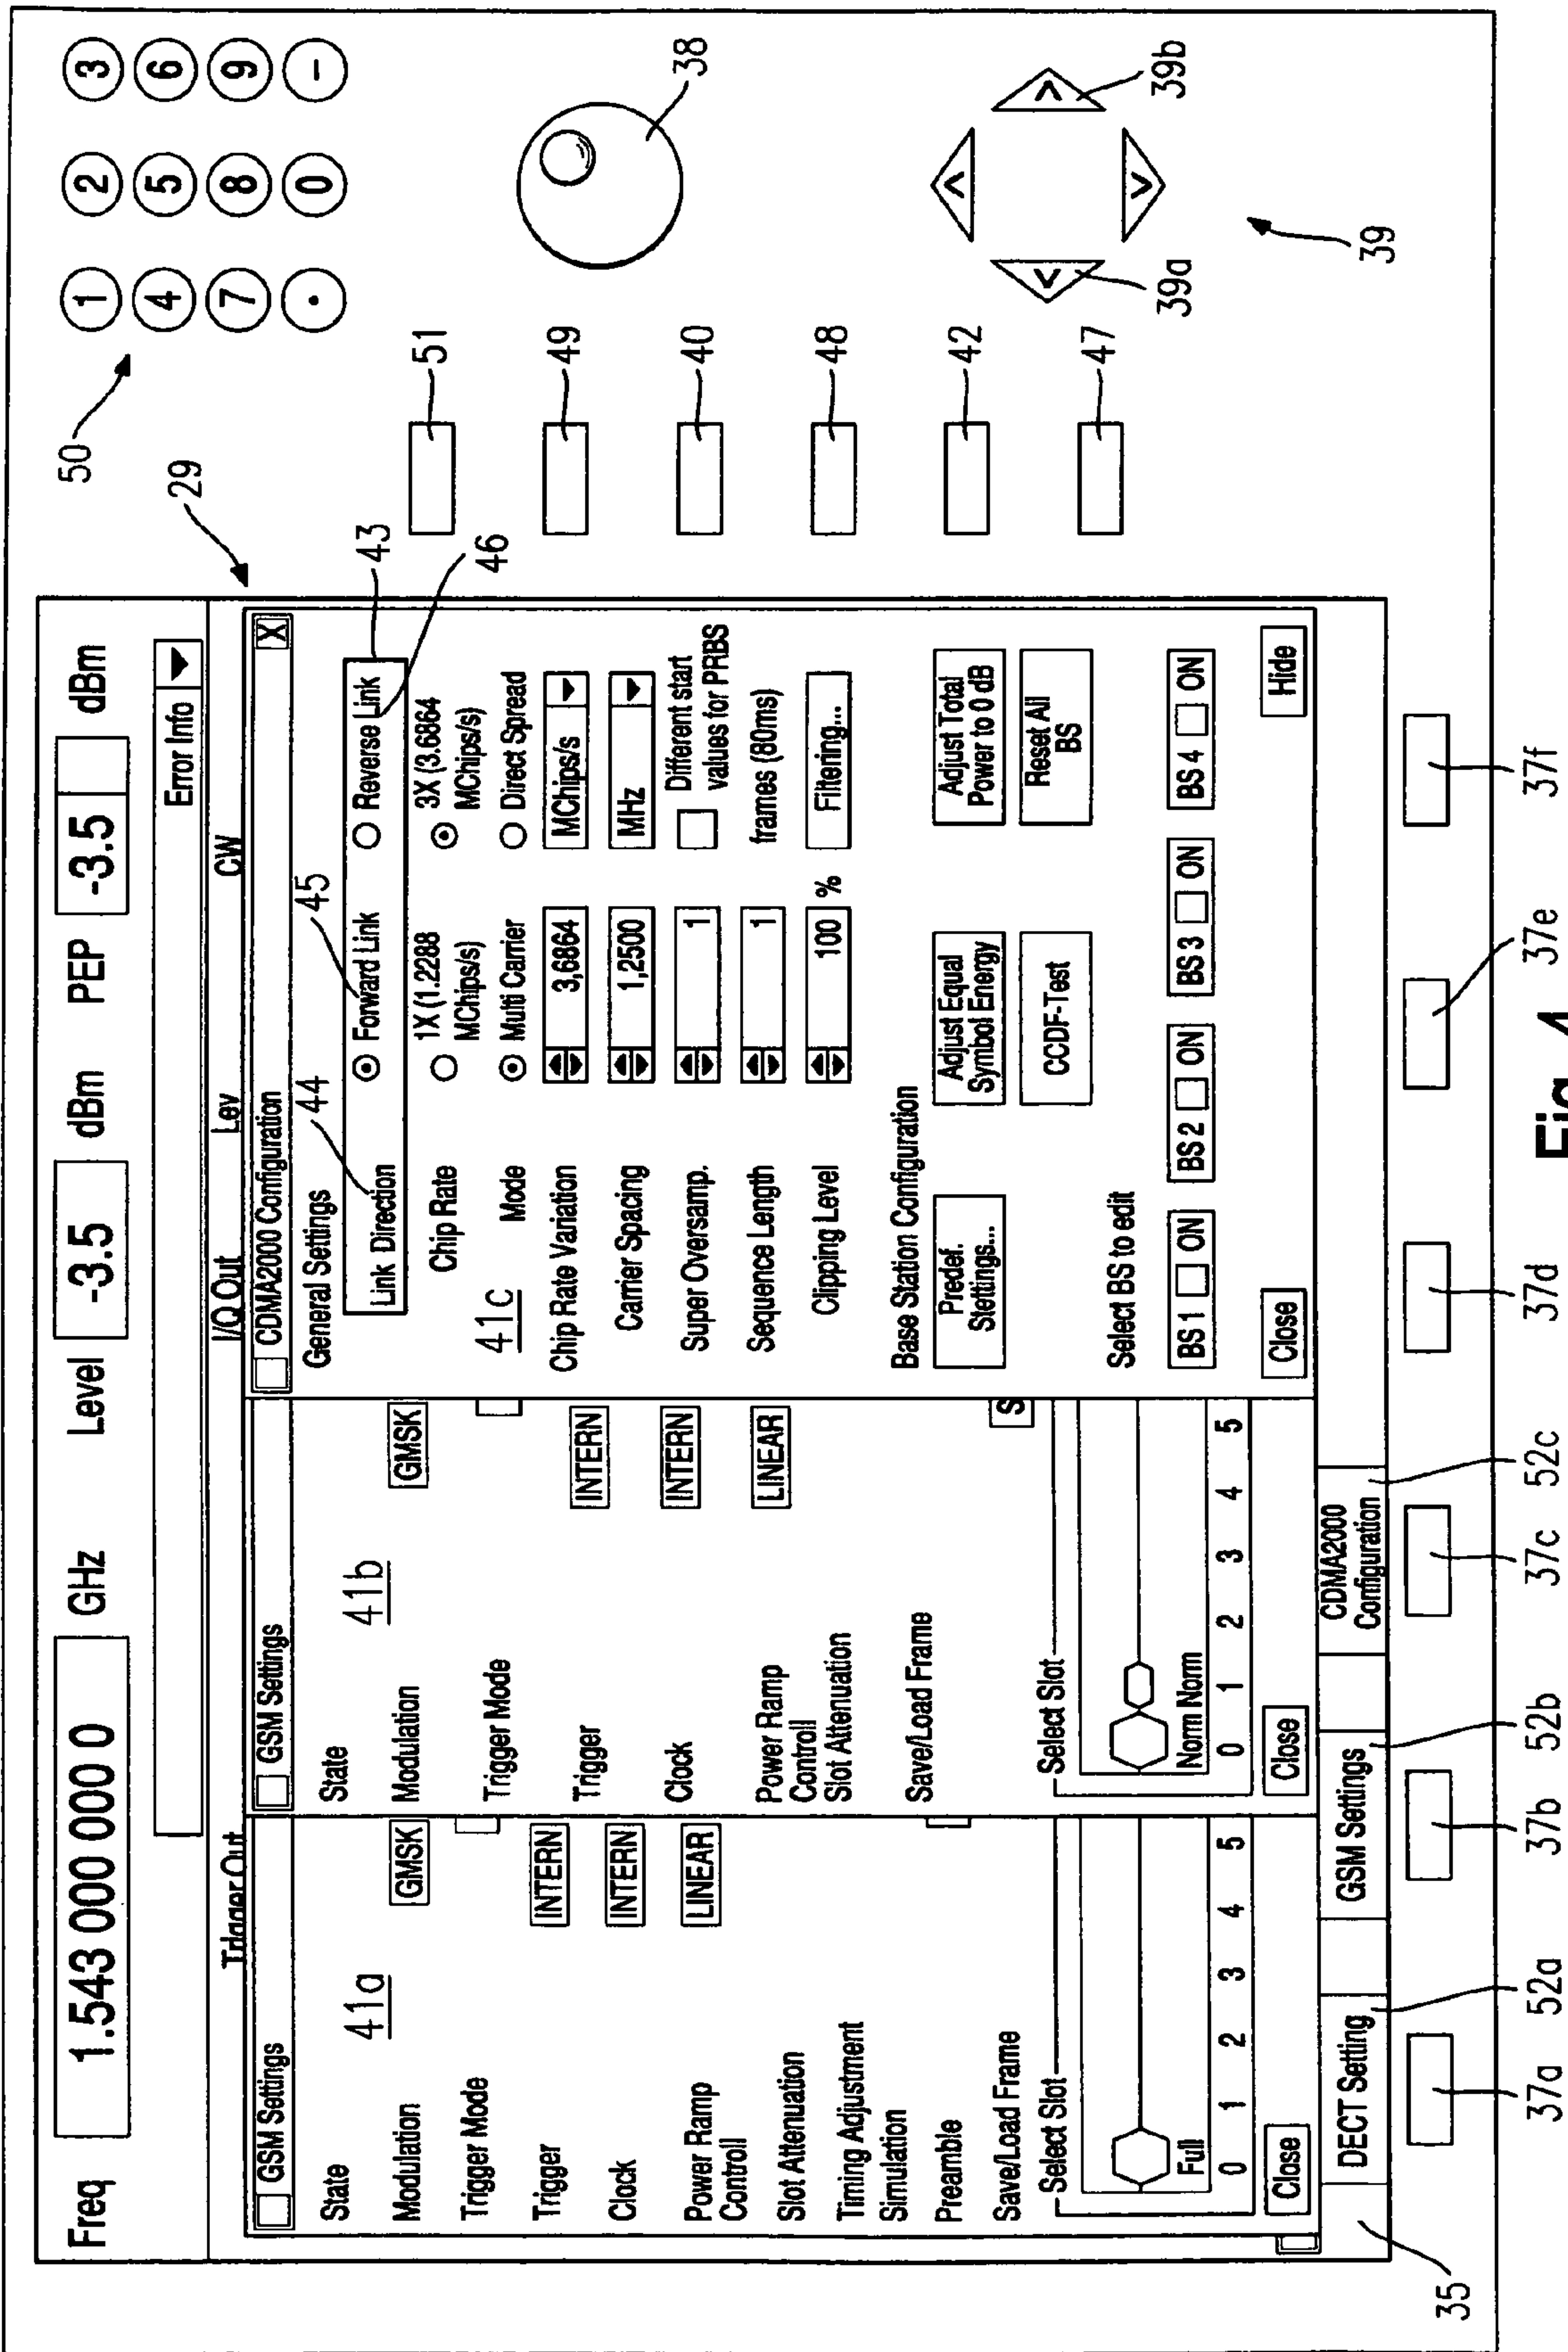 Freq 1.543 000 000 0 GHz Level -3.5 dBm PEP -3.5 dBm
Error Info
Trigger Out I/Q Out Lev CW
GSM Settings
41a
State
Modulation GMSK
Trigger Mode
Trigger INTERN
Clock INTERN
Power Ramp LINEAR
Controll
Slot Attenuation
Timing Adjustment
Simulation
Preamble
Save/Load Frame
Select Slot
Full
0 1 2 3 4 5
Close
GSM Settings
41b
State
Modulation GMSK
Trigger Mode
Trigger INTERN
Clock INTERN
Power Ramp LINEAR
Controll
Slot Attenuation
Save/Load Frame
S
Select Slot
Norm Norm
0 1 2 3 4 5
Close
CDMA2000 Configuration X
General Settings
44 45
Link Direction Forward Link Reverse Link
43
46
Chip Rate 1X (1.2288 3X (3.6864
MChips/s) MChips/s)
41c
Mode Multi Carrier Direct Spread
Chip Rate Variation 3,6864 MChips/s
Carrier Spacing 1,2500 MHz
Super Oversamp. 1 Different start
values for PRBS
Sequence Length 1 frames (80ms)
Clipping Level 100 % Filtering...
Base Station Configuration
Predef. Adjust Equal Adjust Total
Stettings... Symbol Energy Power to 0 dB
CCDF-Test Reset All
BS
Select BS to edit
BS 1 ON BS 2 ON BS 3 ON BS 4 ON
Close Hide
DECT Setting GSM Settings CDMA2000
Configuration
35 37a 52a 37b 52b 37c 52c 37d 37e 37f
29
50
1 2 3
4 5 6
7 8 9
. 0 -
51
49
40
48
42
47
38
39a 39b
39